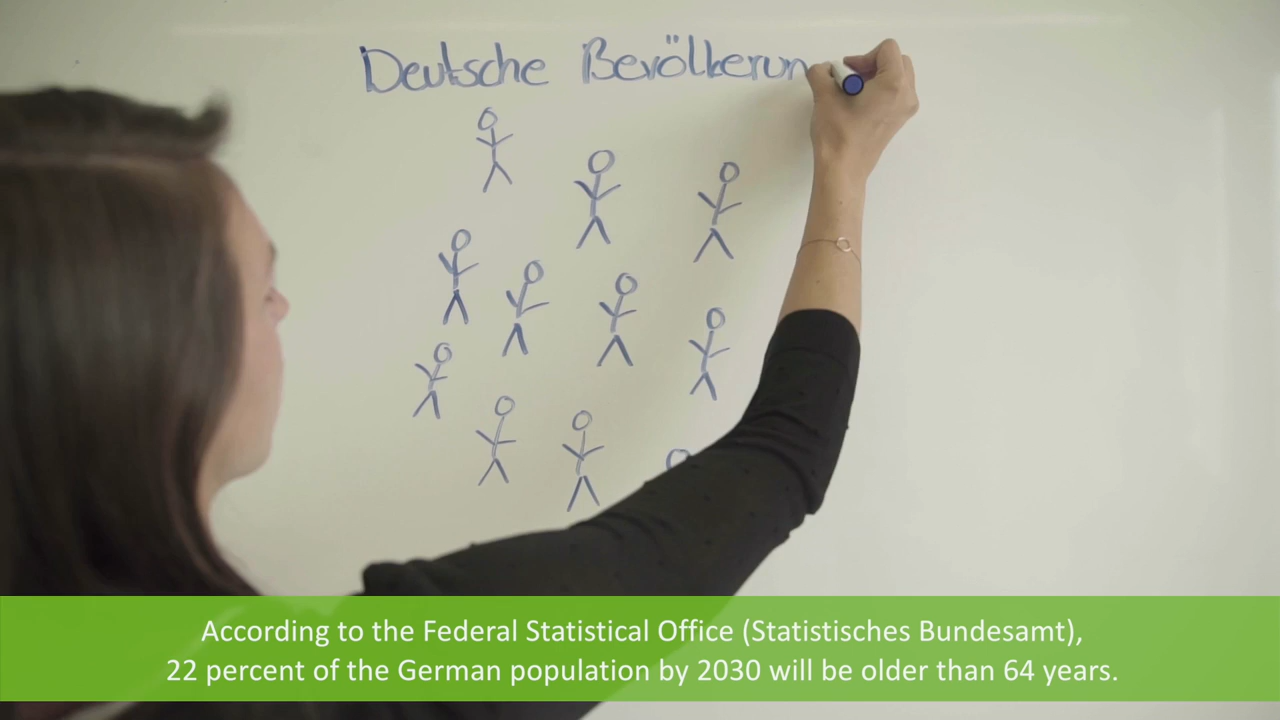 Deutsche Bevölkerun
According to the Federal Statistical Office (Statistisches Bundesamt),
22 percent of the German population by 2030 will be older than 64 years.